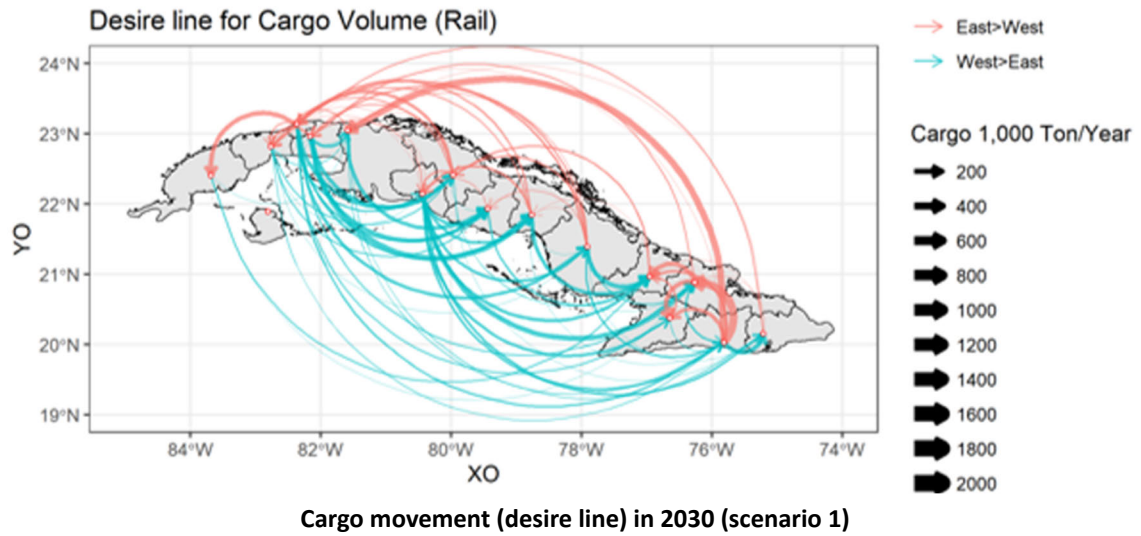 Desire line for Cargo Volume (Rail)
East>West
West>East
24°N
23°N
22°N
21°N
20°N
19°N
YO
84°W 82°W 80°W 78°W 76°W 74°W
XO
Cargo 1,000 Ton/Year
200
400
600
800
1000
1200
1400
1600
1800
2000
Cargo movement (desire line) in 2030 (scenario 1)